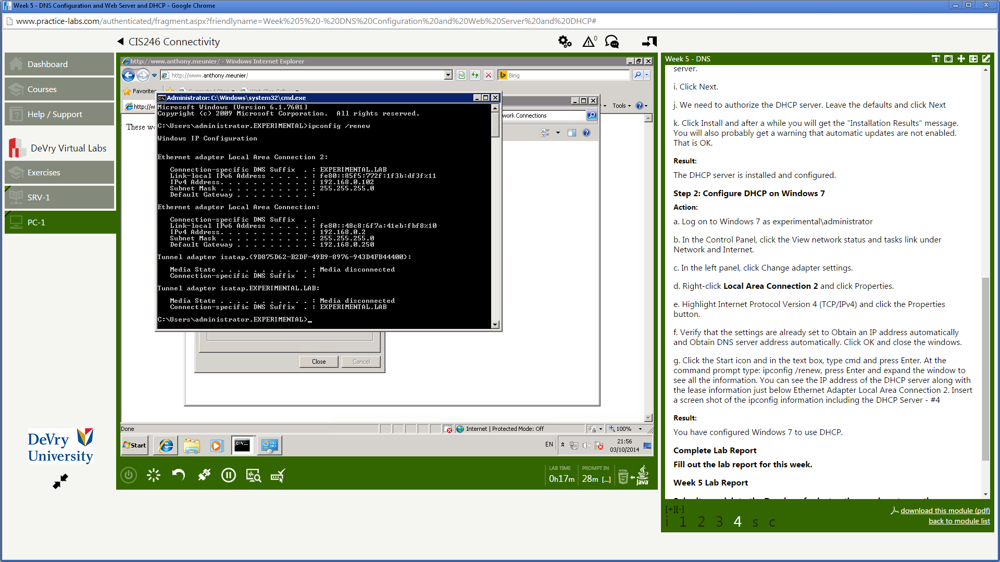 Week 5 - DNS Configuration and Web Server and DHCP - Google Chrome
www.practice-labs.com/authenticated/fragment.aspx?friendlyname=Week%205%20-%20DNS%20Configuration%20and%20Web%20Server%20and%20DHCP#
CIS246 Connectivity
0
Dashboard
Courses
Help / Support
DeVry Virtual Labs
Exercises
SRV-1
PC-1
DeVry
University
http://www.anthony.meunier/ - Windows Internet Explorer
http://www.anthony.meunier/
Bing
Favorites
http://w
Tools
These wo
work Connections
Administrator: C:\Windows\system32\cmd.exe
Microsoft Windows [Version 6.1.7601]
Copyright (c) 2009 Microsoft Corporation.  All rights reserved.
C:\Users\administrator.EXPERIMENTAL>ipconfig /renew
Windows IP Configuration
Ethernet adapter Local Area Connection 2:
Connection-specific DNS Suffix  . : EXPERIMENTAL.LAB
Link-local IPv6 Address . . . . . : fe80::85f5:772f:1f3b:df3f%11
IPv4 Address. . . . . . . . . . . : 192.168.0.102
Subnet Mask . . . . . . . . . . . : 255.255.255.0
Default Gateway . . . . . . . . . :
Ethernet adapter Local Area Connection:
Connection-specific DNS Suffix  . :
Link-local IPv6 Address . . . . . : fe80::48c8:6f7a:41eb:fbf8%10
IPv4 Address. . . . . . . . . . . : 192.168.0.2
Subnet Mask . . . . . . . . . . . : 255.255.255.0
Default Gateway . . . . . . . . . : 192.168.0.250
Tunnel adapter isatap.{9D875D62-B2DF-49B9-8976-943D4FB44400}:
Media State . . . . . . . . . . . : Media disconnected
Connection-specific DNS Suffix  . :
Tunnel adapter isatap.EXPERIMENTAL.LAB:
Media State . . . . . . . . . . . : Media disconnected
Connection-specific DNS Suffix  . : EXPERIMENTAL.LAB
C:\Users\administrator.EXPERIMENTAL>_
Close
Cancel
Done
Internet | Protected Mode: Off
100%
Start
EN
21:56
03/10/2014
LAB TIME
0h17m
PROMPT IN
28m [...]
HTML
5
Java
Week 5 - DNS
server.
i. Click Next.
j. We need to authorize the DHCP server. Leave the defaults and click Next
k. Click Install and after a while you will get the "Installation Results" message.
You will also probably get a warning that automatic updates are not enabled.
That is OK.
Result:
The DHCP server is installed and configured.
Step 2: Configure DHCP on Windows 7
Action:
a. Log on to Windows 7 as experimental\administrator
b. In the Control Panel, click the View network status and tasks link under
Network and Internet.
c. In the left panel, click Change adapter settings.
d. Right-click Local Area Connection 2 and click Properties.
e. Highlight Internet Protocol Version 4 (TCP/IPv4) and click the Properties
button.
f. Verify that the settings are already set to Obtain an IP address automatically
and Obtain DNS server address automatically. Click OK and close the windows.
g. Click the Start icon and in the text box, type cmd and press Enter. At the
command prompt type: ipconfig /renew, press Enter and expand the window to
see all the information. You can see the IP address of the DHCP server along with
the lease information just below Ethernet Adapter Local Area Connection 2. Insert
a screen shot of the ipconfig information including the DHCP Server - #4
Result:
You have configured Windows 7 to use DHCP.
Complete Lab Report
Fill out the lab report for this week.
Week 5 Lab Report
[+][-]
i 1 2 3 4 s c
download this module (pdf)
back to module list